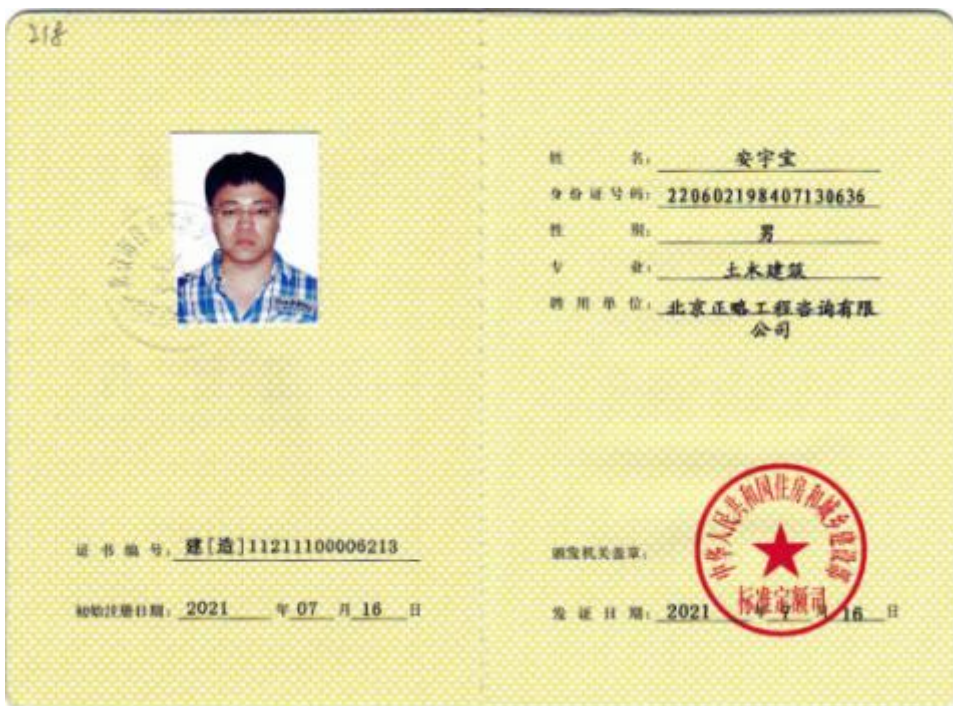 218
证书编号: 建[造]11211100006213
初始注册日期: 2021 年 07 月 16 日
姓 名: 安宇宝
身份证号码: 220602198407130636
性 别: 男
专 业: 土木建筑
聘用单位: 北京正略工程咨询有限
公司
颁发机关盖章:
中华人民共和国住房和城乡建设部
标准定额司
发证日期: 2021 年 7 月 16 日